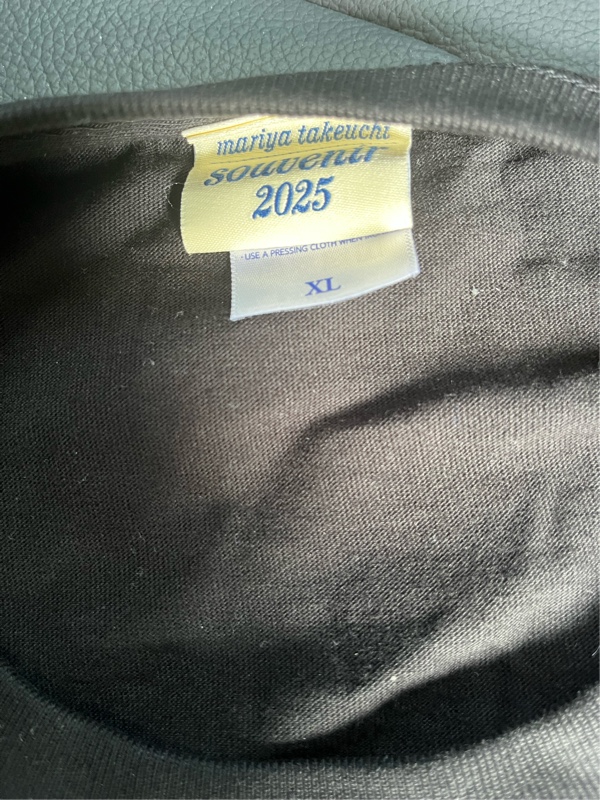 mariya takeuchi
souvenir
2025
· USE A PRESSING CLOTH WHEN
XL